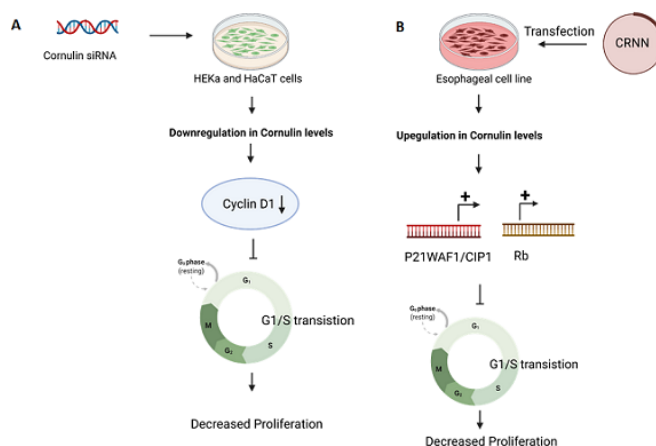 A
Cornulin siRNA
HEKa and HaCaT cells
Downregulation in Cornulin levels
Cyclin D1
G₀ phase
(resting)
G₁
M
G₂
S
G1/S transistion
Decreased Proliferation
B
Transfection
CRNN
Esophageal cell line
Upegulation in Cornulin levels
+
+
P21WAF1/CIP1
Rb
G₀ phase
(resting)
G₁
M
G₂
S
G1/S transistion
Decreased Proliferation